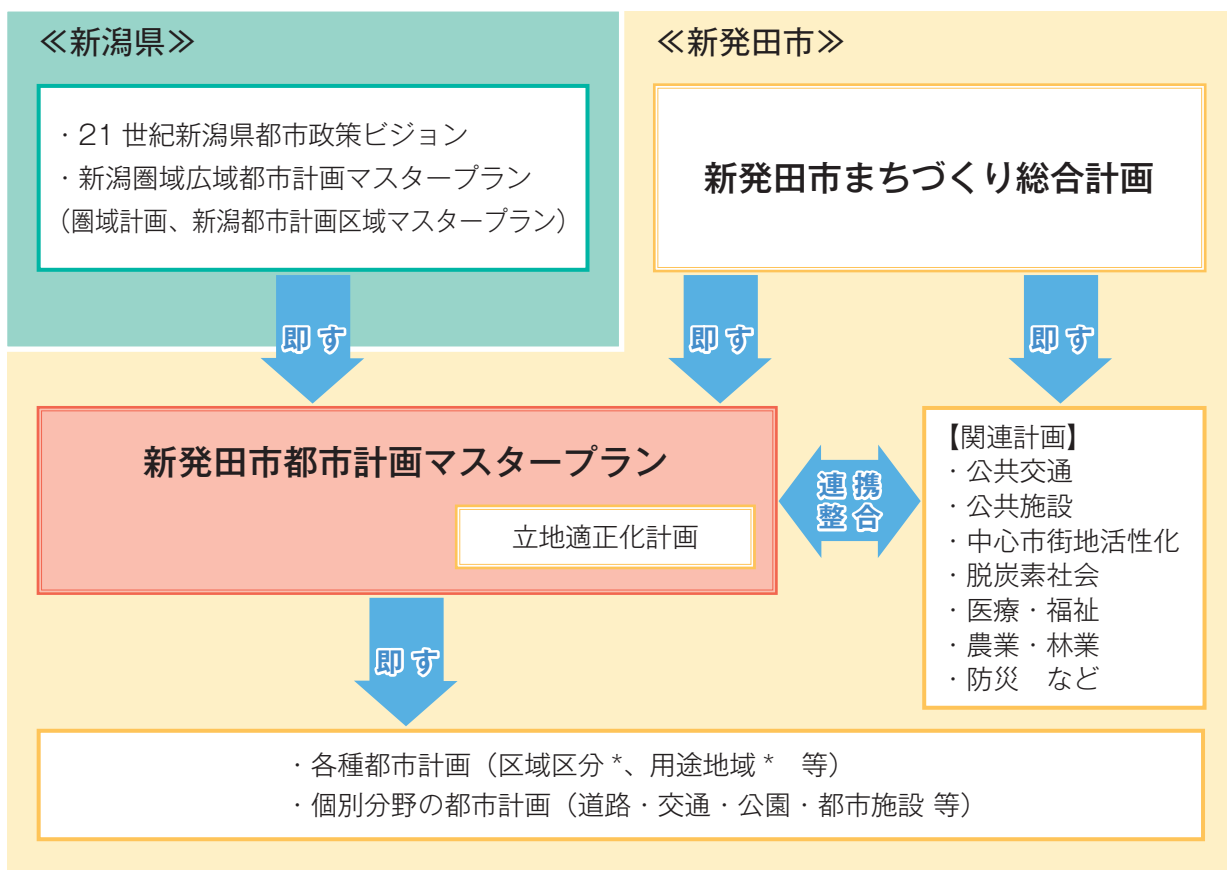 ≪新潟県≫
・21 世紀新潟県都市政策ビジョン
・新潟圏域広域都市計画マスタープラン
（圏域計画、新潟都市計画区域マスタープラン）
即す
≪新発田市≫
新発田市まちづくり総合計画
即す
即す
新発田市都市計画マスタープラン
立地適正化計画
連携
整合
【関連計画】
・公共交通
・公共施設
・中心市街地活性化
・脱炭素社会
・医療・福祉
・農業・林業
・防災　など
即す
・各種都市計画（区域区分 *、用途地域 *　等）
・個別分野の都市計画（道路・交通・公園・都市施設 等）